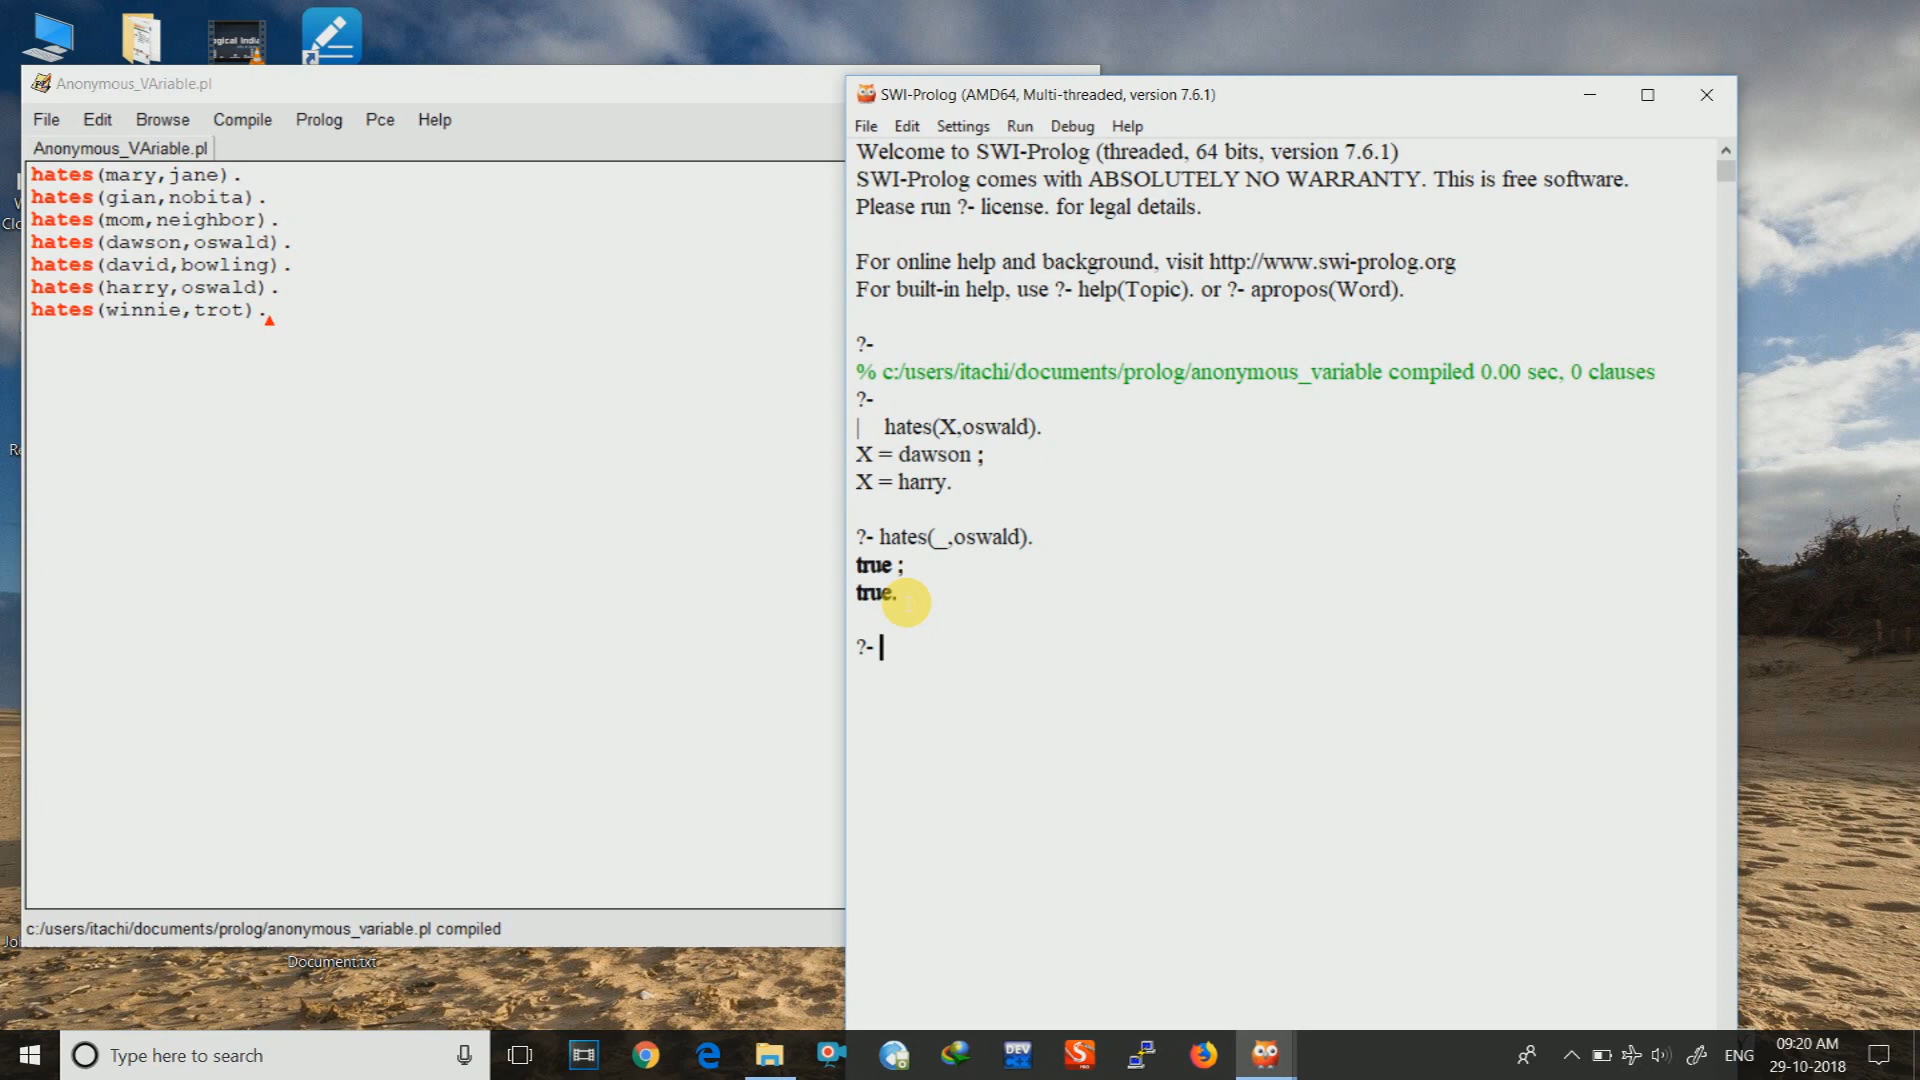 Anonymous_VAriable.pl
File Edit Browse Compile Prolog Pce Help
Anonymous_VAriable.pl
hates(mary,jane).
hates(gian,nobita).
hates(mom,neighbor).
hates(dawson,oswald).
hates(david,bowling).
hates(harry,oswald).
hates(winnie,trot).
c:/users/itachi/documents/prolog/anonymous_variable.pl compiled
Document.txt
SWI-Prolog (AMD64, Multi-threaded, version 7.6.1)
File Edit Settings Run Debug Help
Welcome to SWI-Prolog (threaded, 64 bits, version 7.6.1)
SWI-Prolog comes with ABSOLUTELY NO WARRANTY. This is free software.
Please run ?- license. for legal details.
For online help and background, visit http://www.swi-prolog.org
For built-in help, use ?- help(Topic). or ?- apropos(Word).
?-
% c:/users/itachi/documents/prolog/anonymous_variable compiled 0.00 sec, 0 clauses
?-
| hates(X,oswald).
X = dawson ;
X = harry.
?- hates(_,oswald).
true ;
true.
?-
Type here to search
DEV
ENG
09:20 AM
29-10-2018